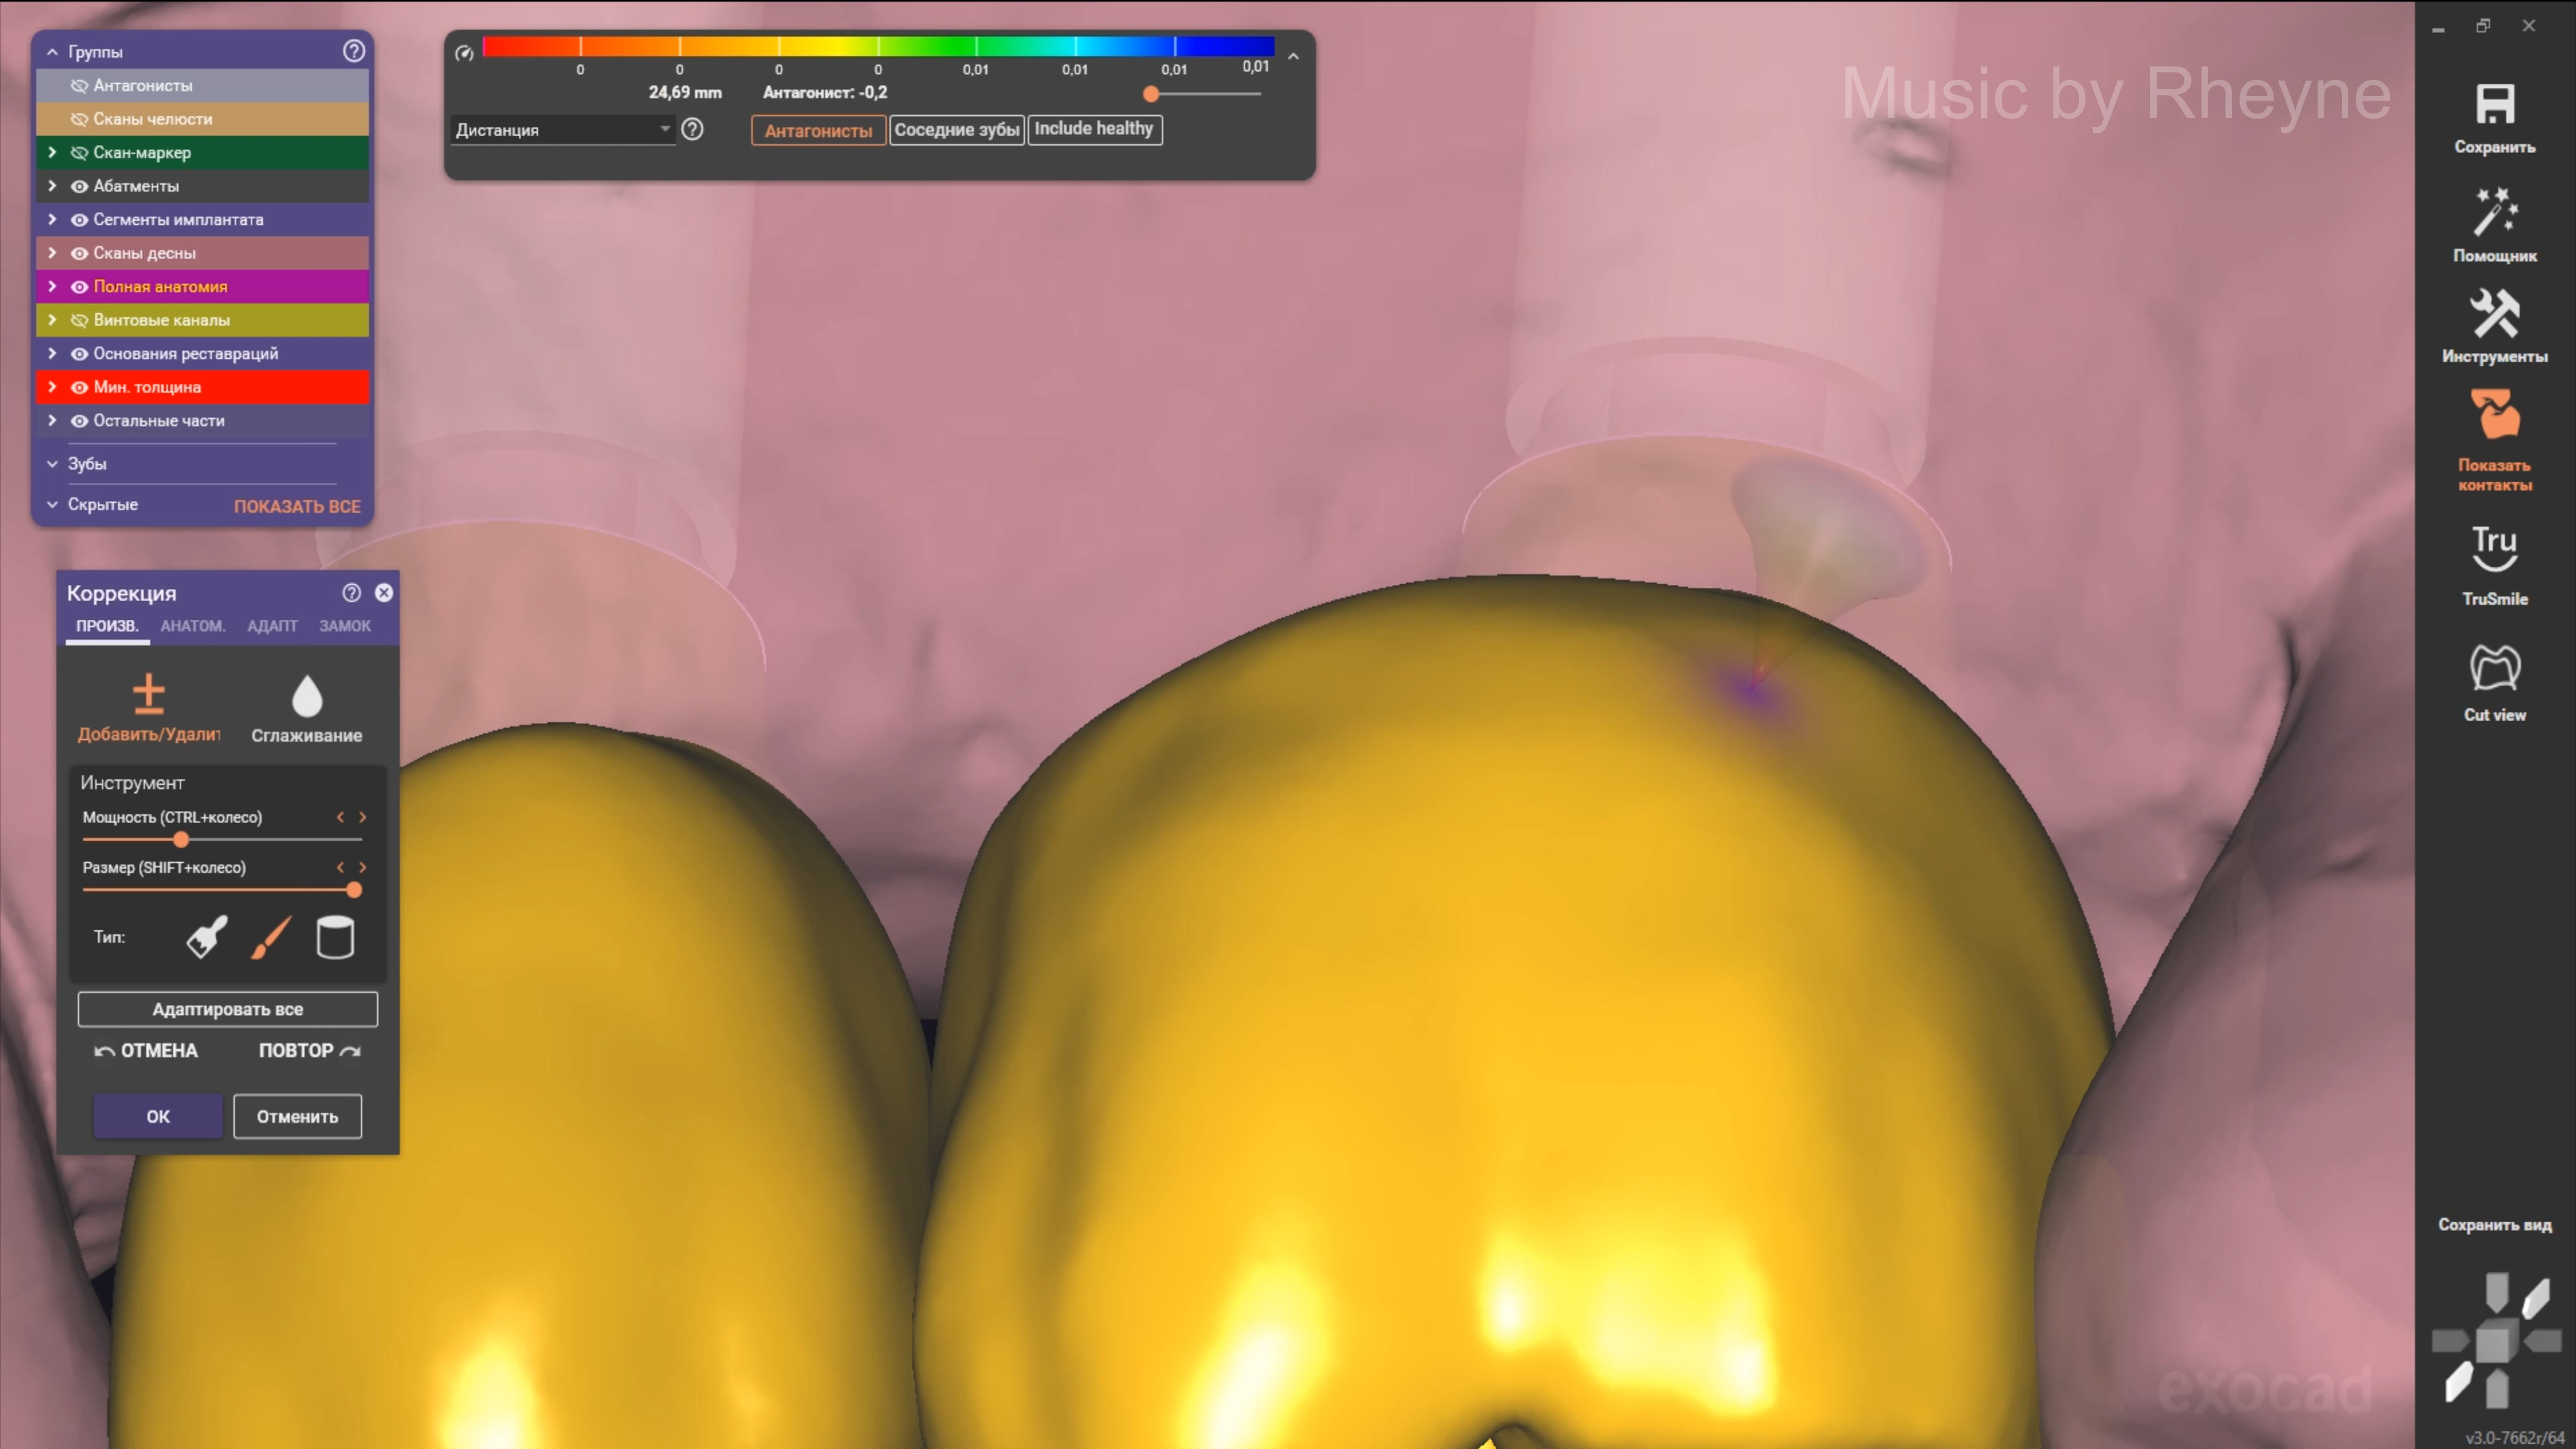 Группы
Антагонисты
Сканы челюсти
Скан-маркер
Абатменты
Сегменты имплантата
Сканы десны
Полная анатомия
Винтовые каналы
Основания реставраций
Мин. толщина
Остальные части
Зубы
Скрытые ПОКАЗАТЬ ВСЕ
0 0 0 0 0,01 0,01 0,01 0,01
24,69 mm Антагонист: -0,2
Дистанция Антагонисты Соседние зубы Include healthy
Music by Rheyne
Коррекция
ПРОИЗВ. АНАТОМ. АДАПТ ЗАМОК
Добавить/Удалит Сглаживание
Инструмент
Мощность (CTRL+колесо)
Размер (SHIFT+колесо)
Тип:
Адаптировать все
ОТМЕНА ПОВТОР
ОК Отменить
Сохранить
Помощник
Инструменты
Показать
контакты
Tru
TruSmile
Cut view
Сохранить вид
exocad
v3.0-7662r/64